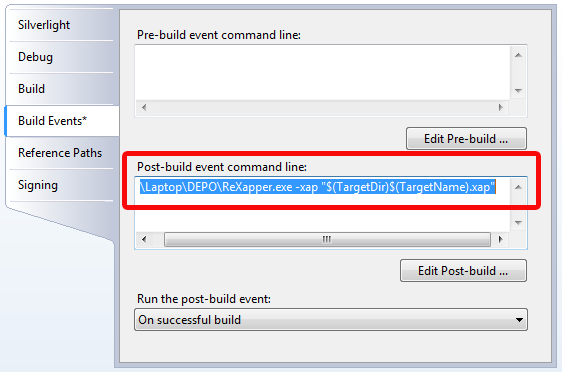 Silverlight
Debug
Build
Build Events*
Reference Paths
Signing
Pre-build event command line:
Edit Pre-build ...
Post-build event command line:
\Laptop\DEPO\ReXapper.exe -xap "$(TargetDir)$(TargetName).xap"
Edit Post-build ...
Run the post-build event:
On successful build